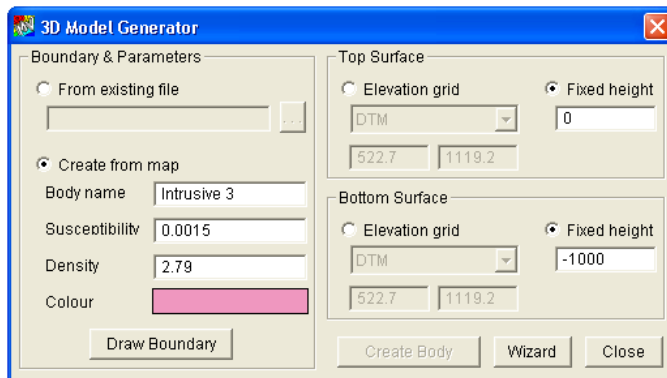 3D Model Generator
Boundary & Parameters
From existing file
...
Create from map
Body name
Intrusive 3
Susceptibility
0.0015
Density
2.79
Colour
Draw Boundary
Top Surface
Elevation grid
Fixed height
DTM
0
522.7
1119.2
Bottom Surface
Elevation grid
Fixed height
DTM
-1000
522.7
1119.2
Create Body
Wizard
Close